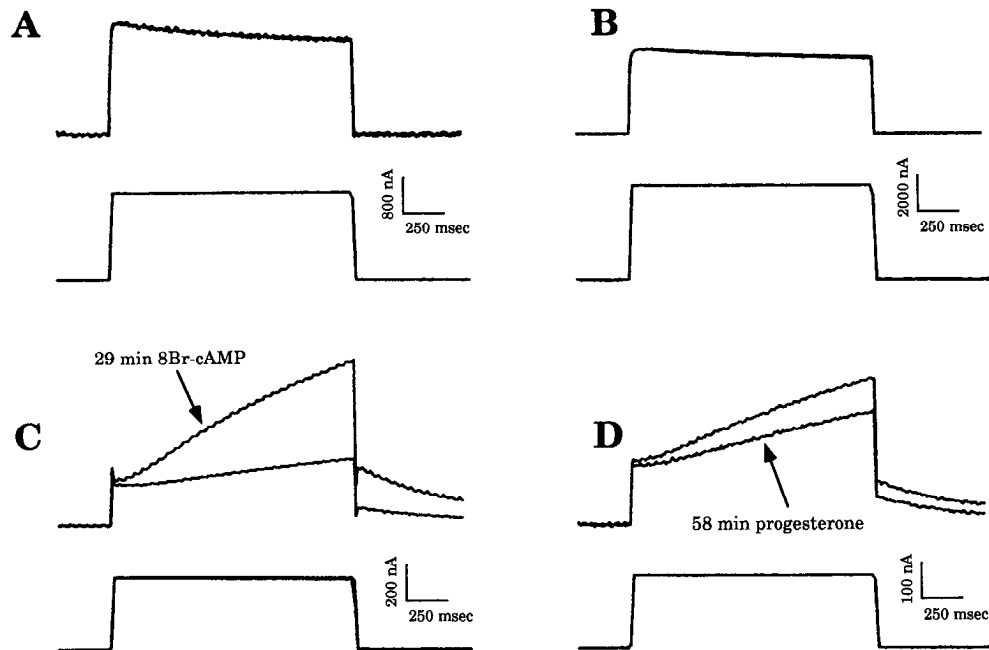 A
B
800 nA
250 msec
2000 nA
250 msec
29 min 8Br-cAMP
C
D
58 min progesterone
200 nA
250 msec
100 nA
250 msec